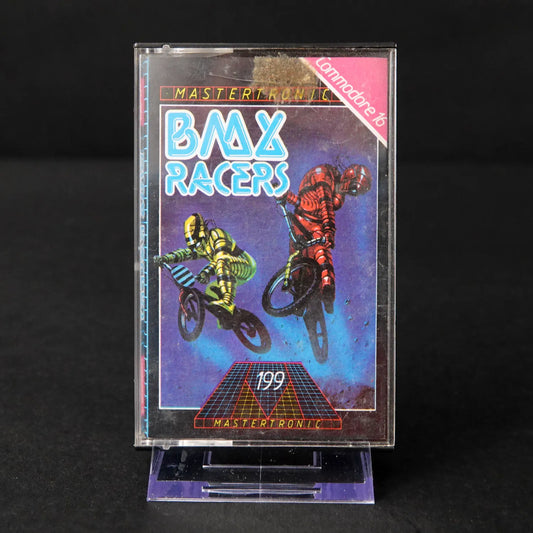 MASTERTRONIC
Commodore 16
BMX
RACERS
199
MASTERTRONIC